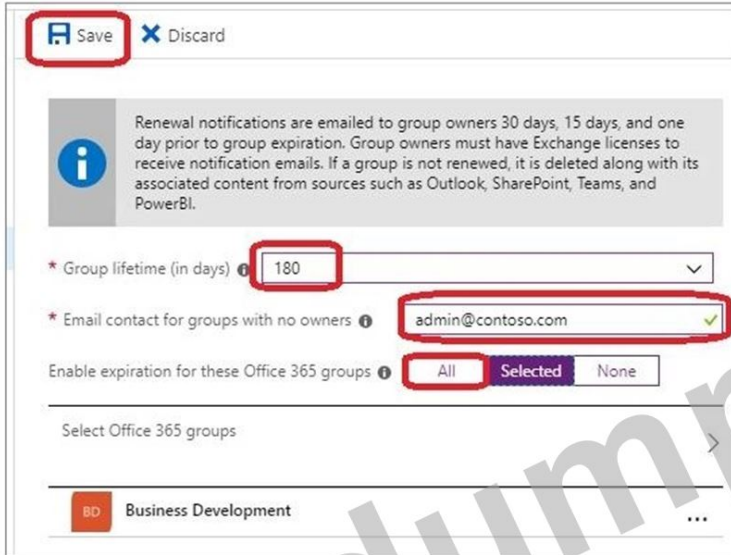 Save Discard
Renewal notifications are emailed to group owners 30 days, 15 days, and one
day prior to group expiration. Group owners must have Exchange licenses to
receive notification emails. If a group is not renewed, it is deleted along with its
associated content from sources such as Outlook, SharePoint, Teams, and
PowerBI.
* Group lifetime (in days) 180
* Email contact for groups with no owners admin@contoso.com
Enable expiration for these Office 365 groups All Selected None
Select Office 365 groups
BD Business Development ...